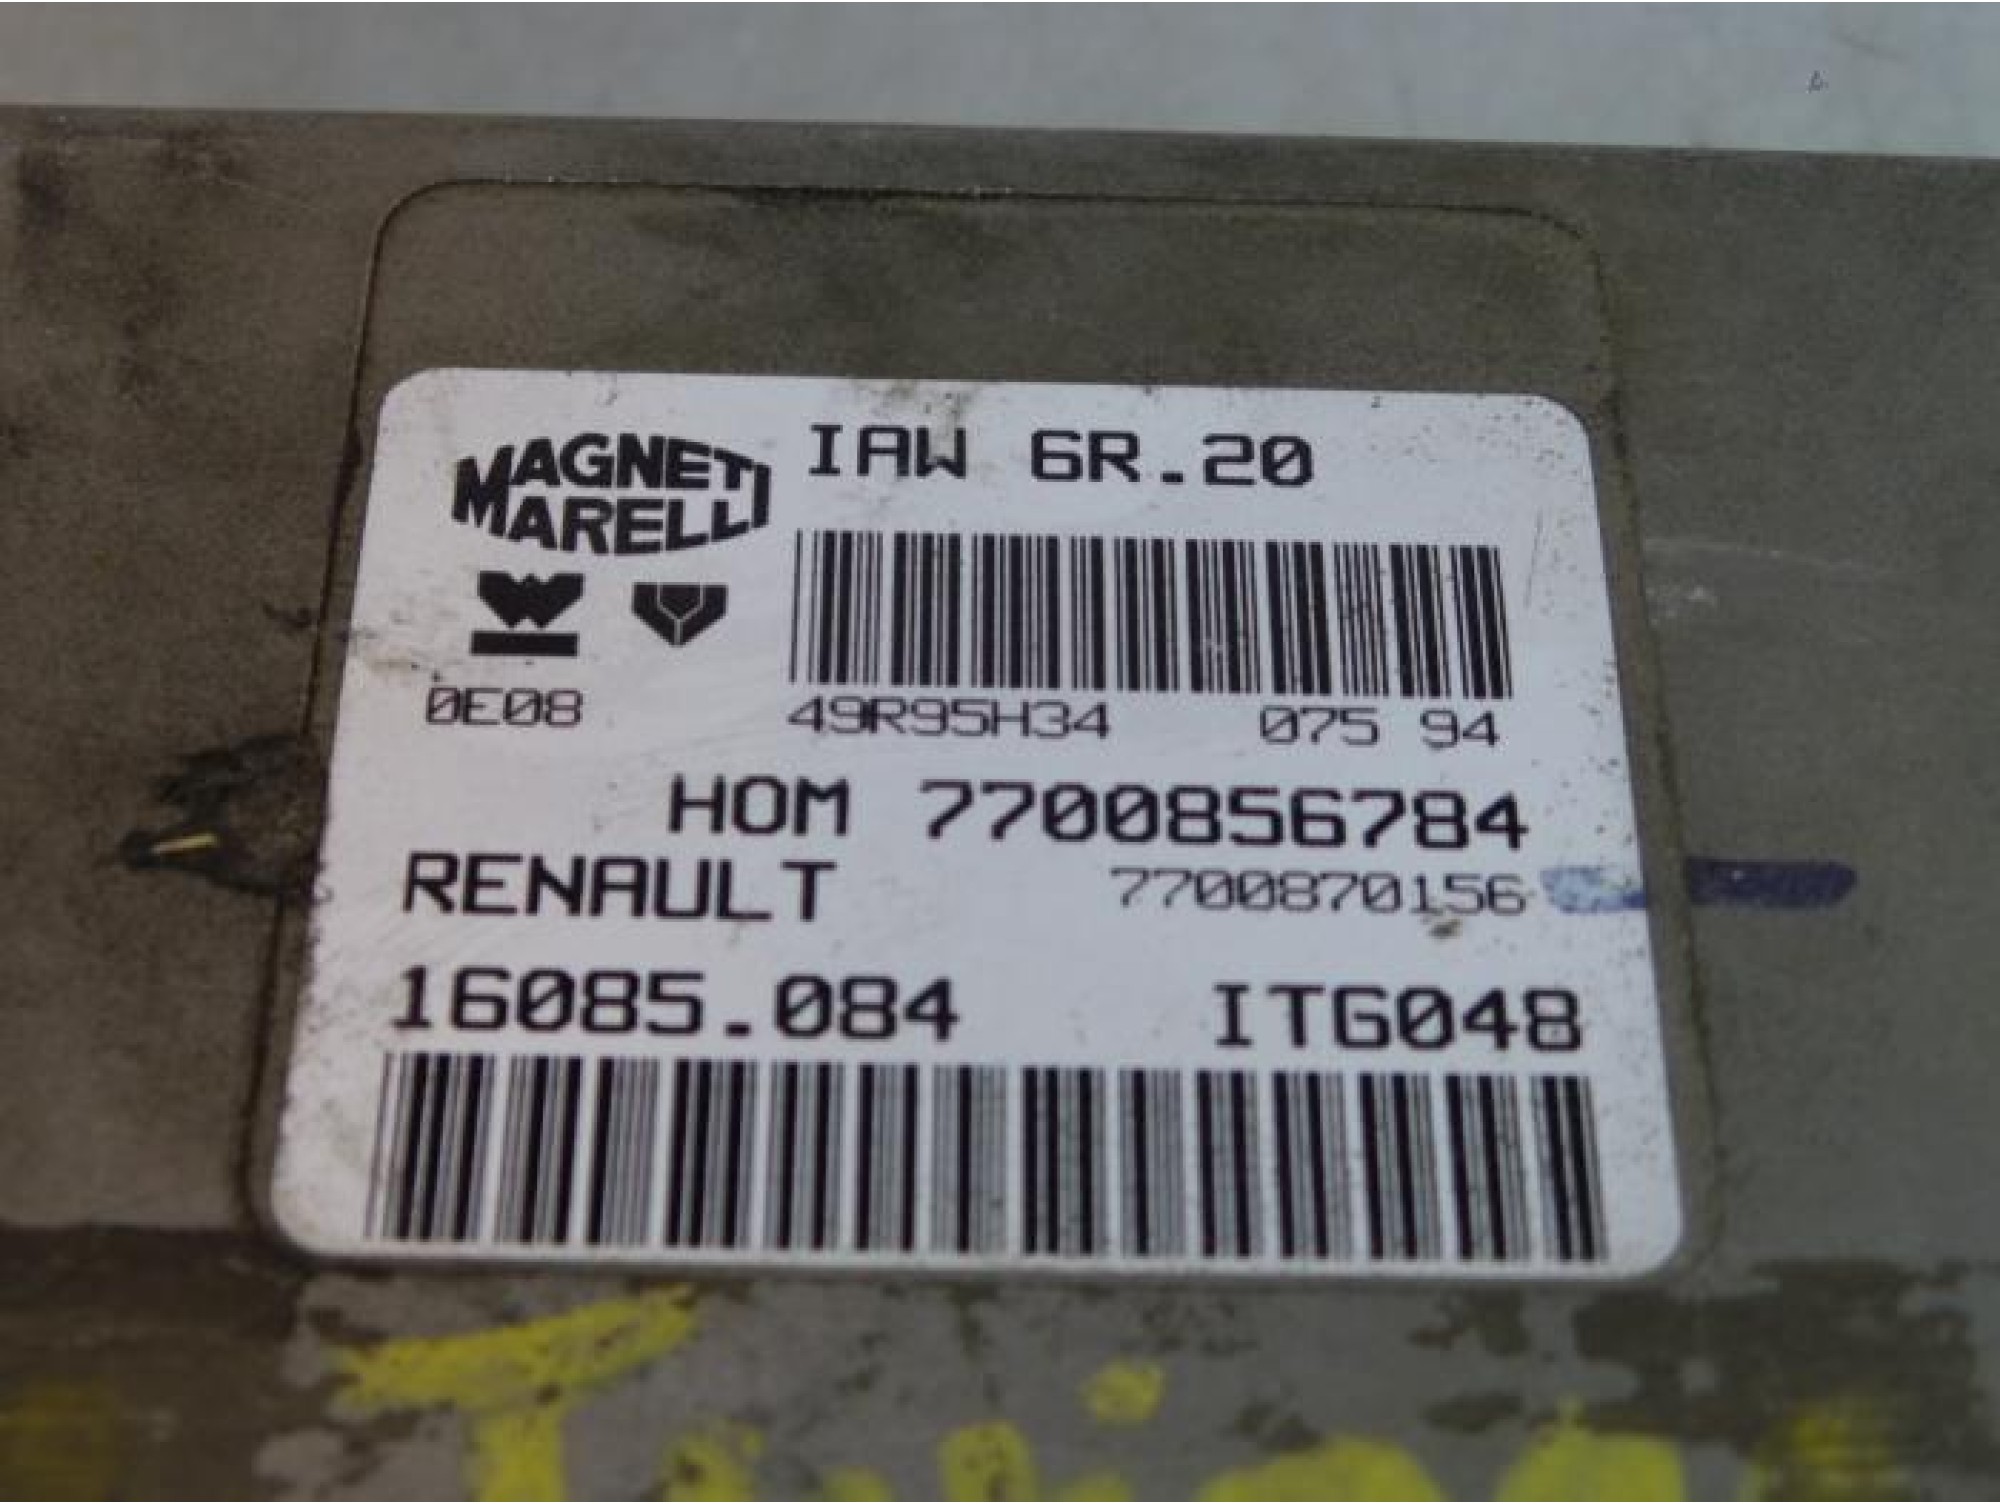 MAGNETI
MARELLI
IAW 6R.20
0E08
49R95H34 075 94
HOM 7700856784
RENAULT 7700870156
16085.084 ITG048